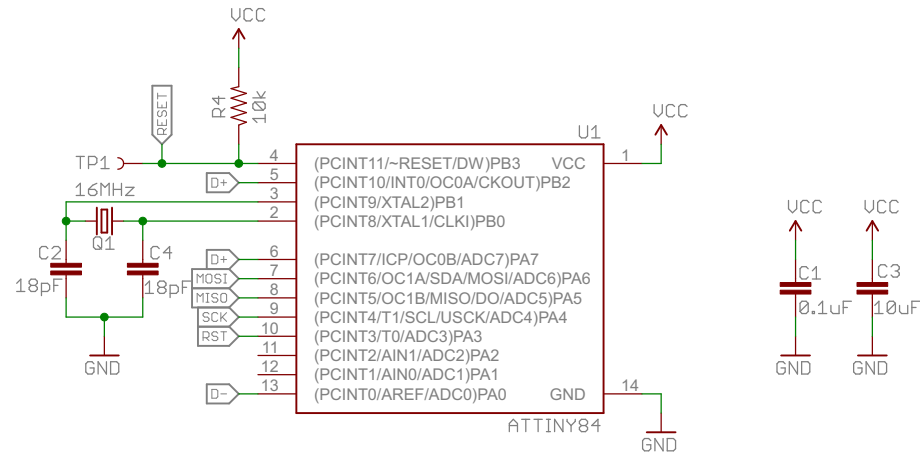 VCC
RESET
R4
10k
U1
VCC
TP1
4
(PCINT11/~RESET/DW)PB3
VCC
1
D+
5
(PCINT10/INT0/OC0A/CKOUT)PB2
16MHz
3
(PCINT9/XTAL2)PB1
2
(PCINT8/XTAL1/CLKI)PB0
Q1
C2
18pF
C4
18pF
D+
6
(PCINT7/ICP/OC0B/ADC7)PA7
MOSI
7
(PCINT6/OC1A/SDA/MOSI/ADC6)PA6
MISO
8
(PCINT5/OC1B/MISO/DO/ADC5)PA5
SCK
9
(PCINT4/T1/SCL/USCK/ADC4)PA4
RST
10
(PCINT3/T0/ADC3)PA3
11
(PCINT2/AIN1/ADC2)PA2
12
(PCINT1/AIN0/ADC1)PA1
D-
13
(PCINT0/AREF/ADC0)PA0
GND
14
GND
ATTINY84
GND
VCC
C1
0.1uF
GND
VCC
C3
10uF
GND